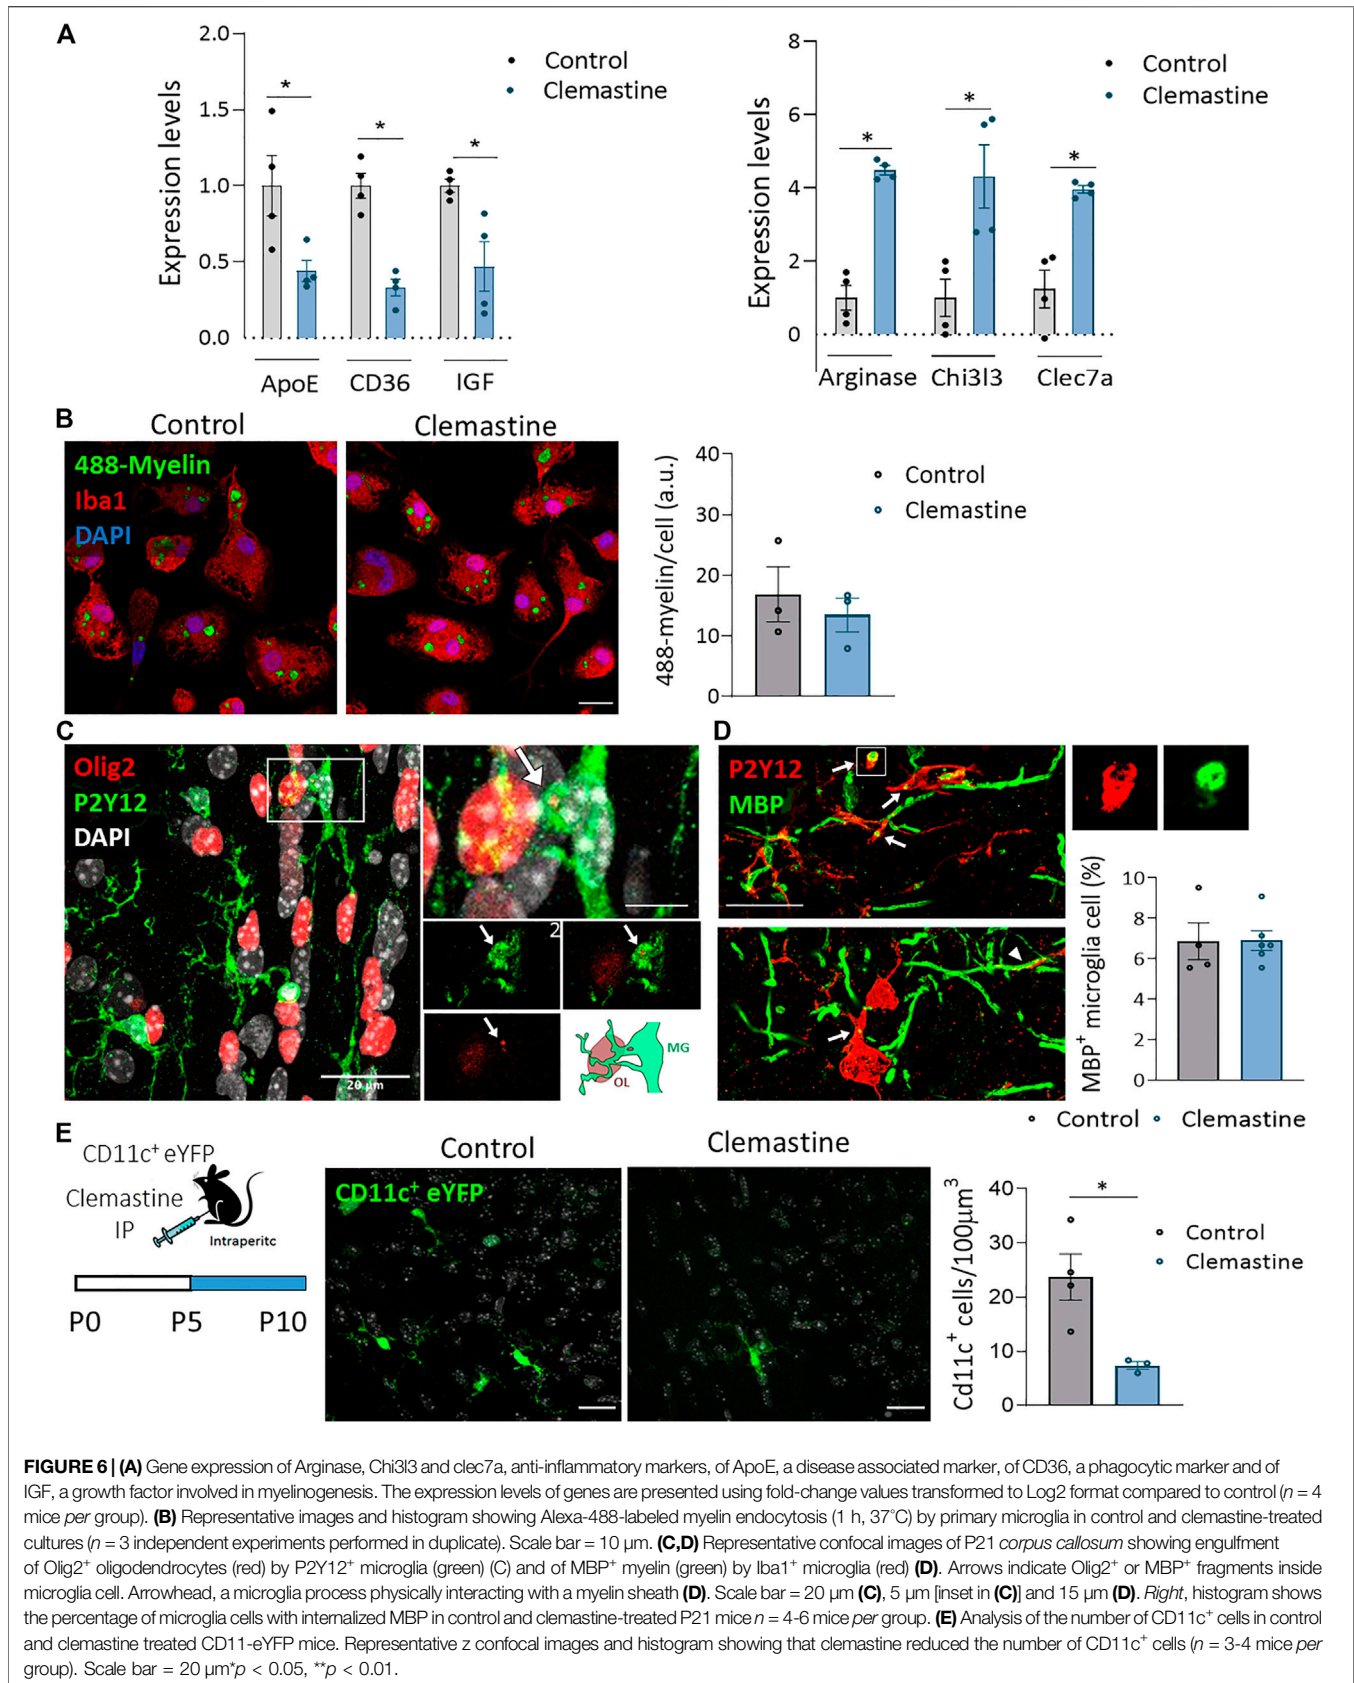 A
2.0
1.5
1.0
0.5
0.0
Expression levels
Control
Clemastine
*
*
*
ApoE
CD36
IGF
8
6
4
2
0
Expression levels
Control
Clemastine
*
*
*
Arginase
Chi3l3
Clec7a
B
Control
Clemastine
488-Myelin
Iba1
DAPI
40
30
20
10
0
488-myelin/cell (a.u.)
Control
Clemastine
C
Olig2
P2Y12
DAPI
20 µm
2
MG
OL
D
P2Y12
MBP
10
8
6
4
2
0
MBP+ microglia cell (%)
Control
Clemastine
E
CD11c+ eYFP
Clemastine
IP
Intraperitc
P0 P5 P10
Control
Clemastine
CD11c+ eYFP
40
30
20
10
0
Cd11c+ cells/100µm3
*
Control
Clemastine
FIGURE 6 | (A) Gene expression of Arginase, Chi3l3 and clec7a, anti-inflammatory markers, of ApoE, a disease associated marker, of CD36, a phagocytic marker and of
IGF, a growth factor involved in myelinogenesis. The expression levels of genes are presented using fold-change values transformed to Log2 format compared to control (n = 4
mice per group). (B) Representative images and histogram showing Alexa-488-labeled myelin endocytosis (1 h, 37°C) by primary microglia in control and clemastine-treated
cultures (n = 3 independent experiments performed in duplicate). Scale bar = 10 µm. (C,D) Representative confocal images of P21 corpus callosum showing engulfment
of Olig2+ oligodendrocytes (red) by P2Y12+ microglia (green) (C) and of MBP+ myelin (green) by Iba1+ microglia (red) (D). Arrows indicate Olig2+ or MBP+ fragments inside
microglia cell. Arrowhead, a microglia process physically interacting with a myelin sheath (D). Scale bar = 20 µm (C), 5 µm [inset in (C)] and 15 µm (D). Right, histogram shows
the percentage of microglia cells with internalized MBP in control and clemastine-treated P21 mice n = 4-6 mice per group. (E) Analysis of the number of CD11c+ cells in control
and clemastine treated CD11-eYFP mice. Representative z confocal images and histogram showing that clemastine reduced the number of CD11c+ cells (n = 3-4 mice per
group). Scale bar = 20 µm*p < 0.05, **p < 0.01.